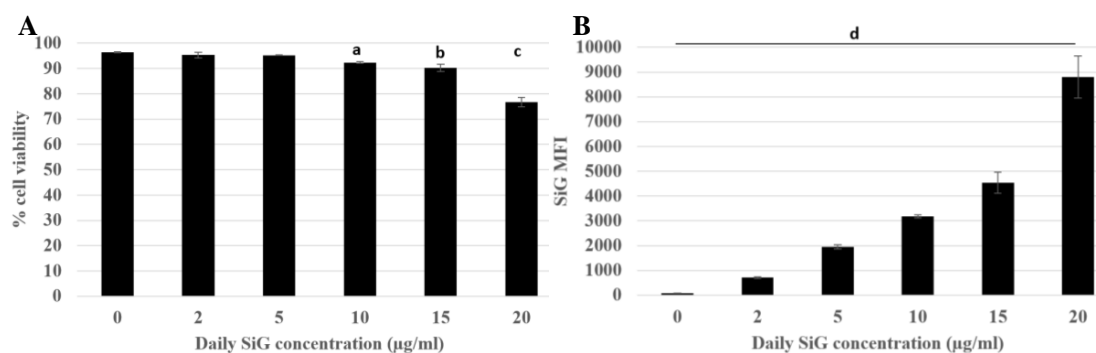 A
100
90
80
70
60
50
40
30
20
10
0
% cell viability
a
b
c
0 2 5 10 15 20
Daily SiG concentration (µg/ml)
B
10000
9000
8000
7000
6000
5000
4000
3000
2000
1000
0
SiG MFI
d
0 2 5 10 15 20
Daily SiG concentration (µg/ml)